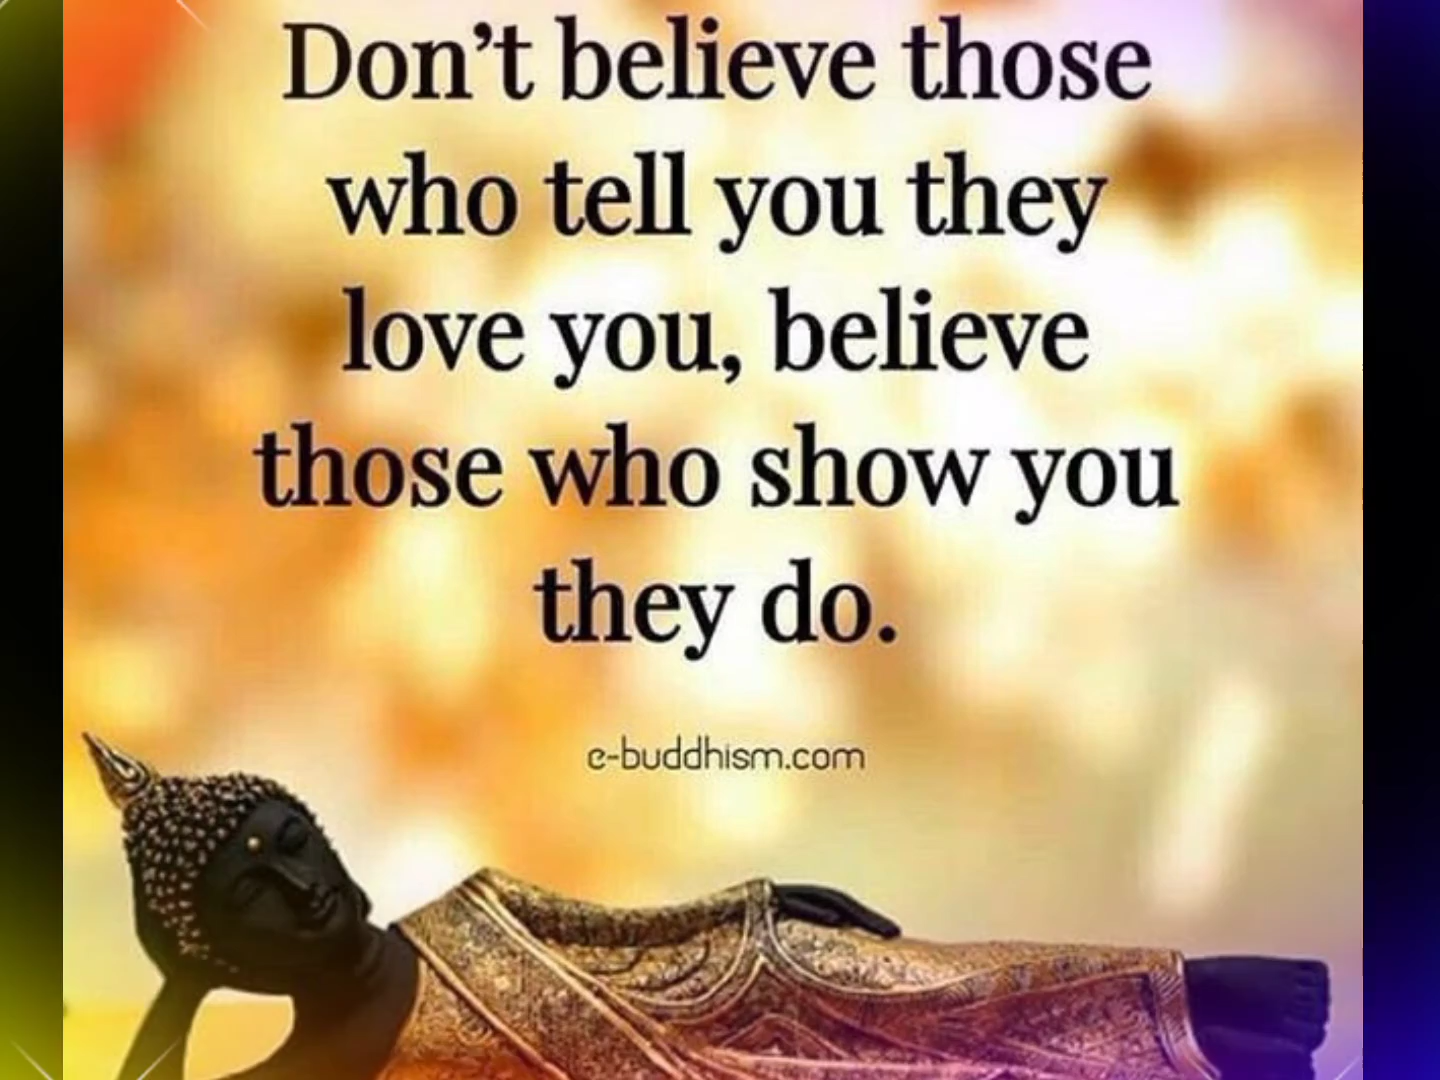 Don't believe those
who tell you they
love you, believe
those who show you
they do.
e-buddhism.com